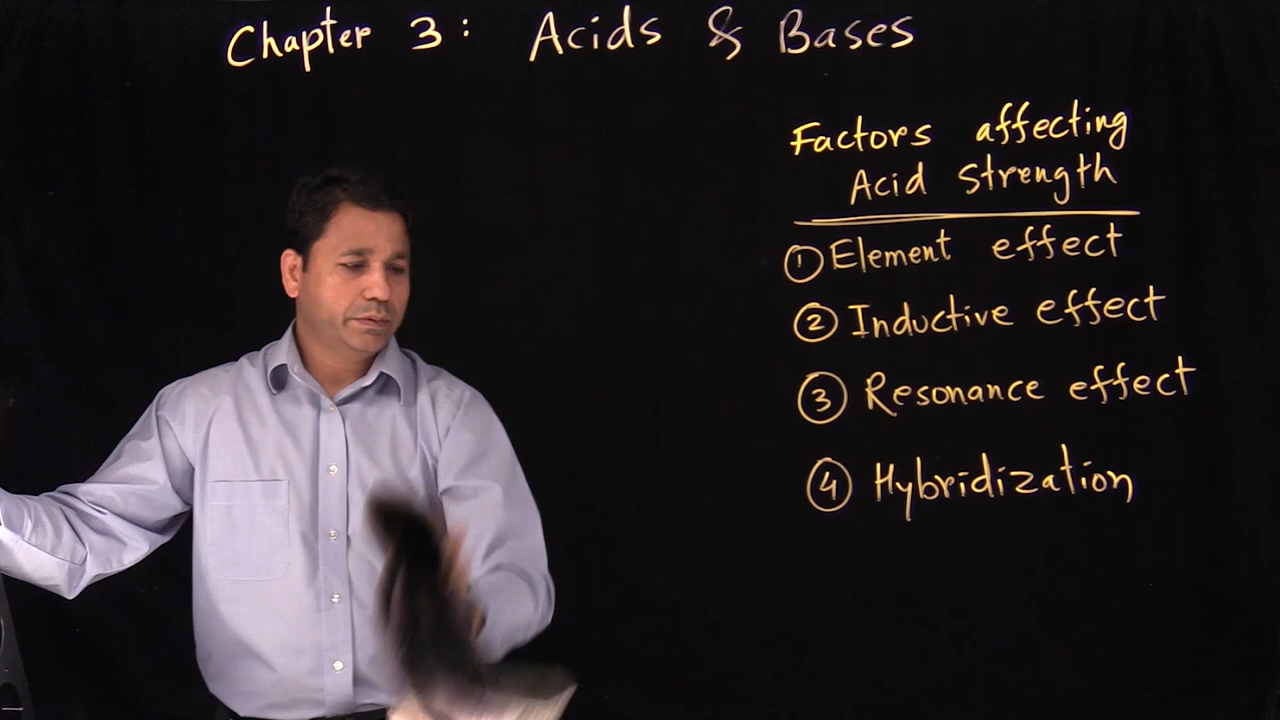 Chapter 3: Acids & Bases
Factors affecting
Acid strength
① Element effect
② Inductive effect
③ Resonance effect
④ Hybridization